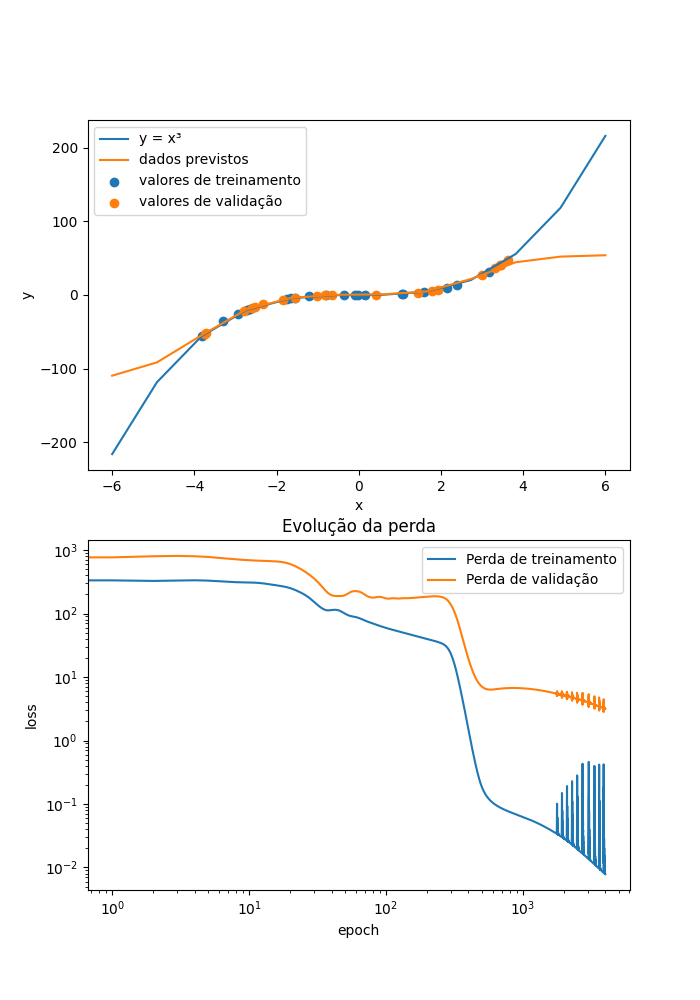 200
100
0
−100
−200
y
y = x³
dados previstos
valores de treinamento
valores de validação
−6
−4
−2
0
2
4
6
x
Evolução da perda
10³
10²
10¹
10⁰
10⁻¹
10⁻²
loss
Perda de treinamento
Perda de validação
10⁰
10¹
10²
10³
epoch